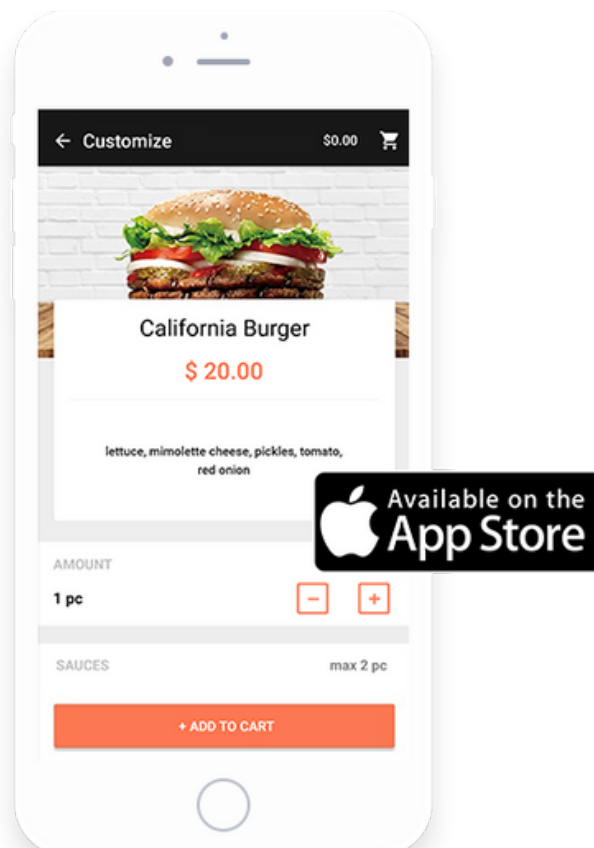 ← Customize $0.00
California Burger
$ 20.00
lettuce, mimolette cheese, pickles, tomato,
red onion
Available on the
App Store
AMOUNT
1 pc - +
SAUCES max 2 pc
+ ADD TO CART